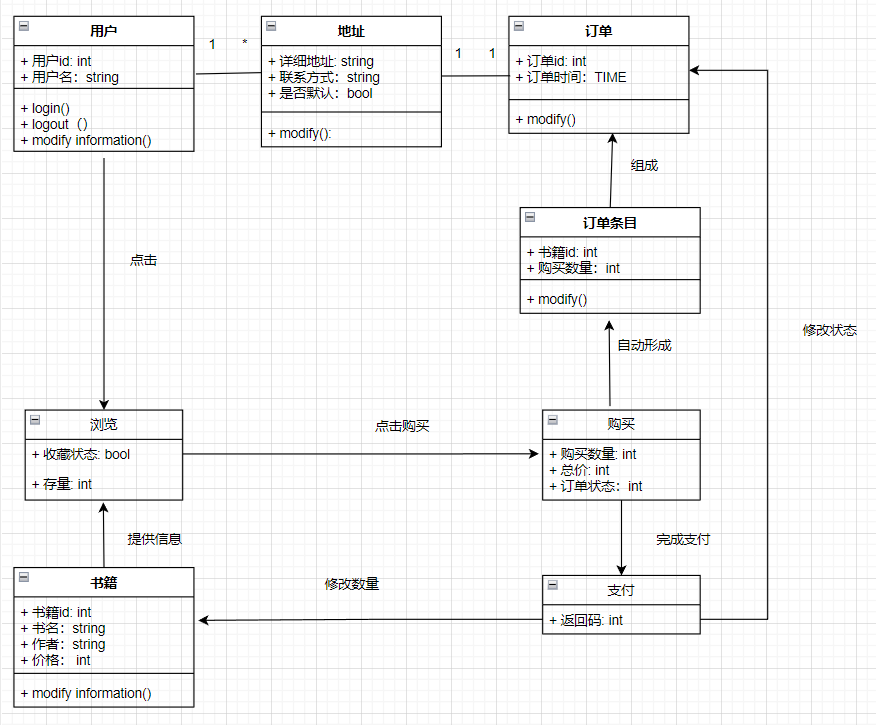 用户
+ 用户id: int
+ 用户名：string
+ login()
+ logout（）
+ modify information()
1
*
地址
+ 详细地址: string
+ 联系方式：string
+ 是否默认：bool
+ modify():
1
1
订单
+ 订单id: int
+ 订单时间：TIME
+ modify()
组成
订单条目
+ 书籍id: int
+ 购买数量：int
+ modify()
点击
修改状态
自动形成
浏览
+ 收藏状态: bool
+ 存量: int
点击购买
购买
+ 购买数量: int
+ 总价: int
+ 订单状态：int
提供信息
完成支付
书籍
+ 书籍id: int
+ 书名：string
+ 作者：string
+ 价格： int
+ modify information()
修改数量
支付
+ 返回码: int